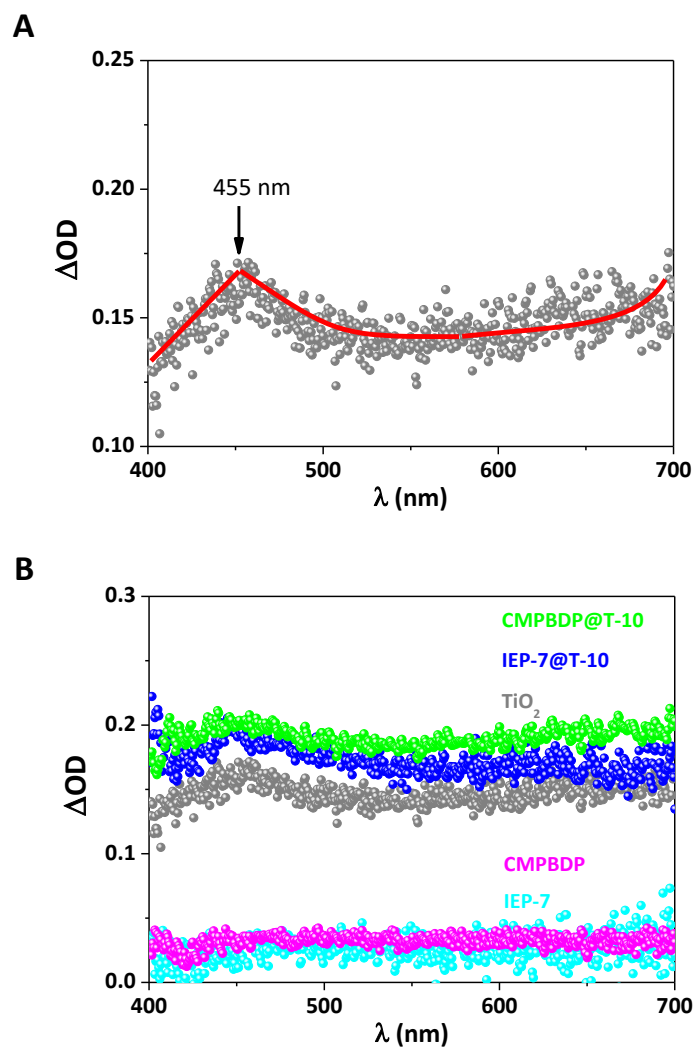 A
0.25
0.20
0.15
0.10
ΔOD
455 nm
400
500
600
700
λ (nm)
B
0.3
0.2
0.1
0.0
ΔOD
CMPBDP@T-10
IEP-7@T-10
TiO₂
CMPBDP
IEP-7
400
500
600
700
λ (nm)